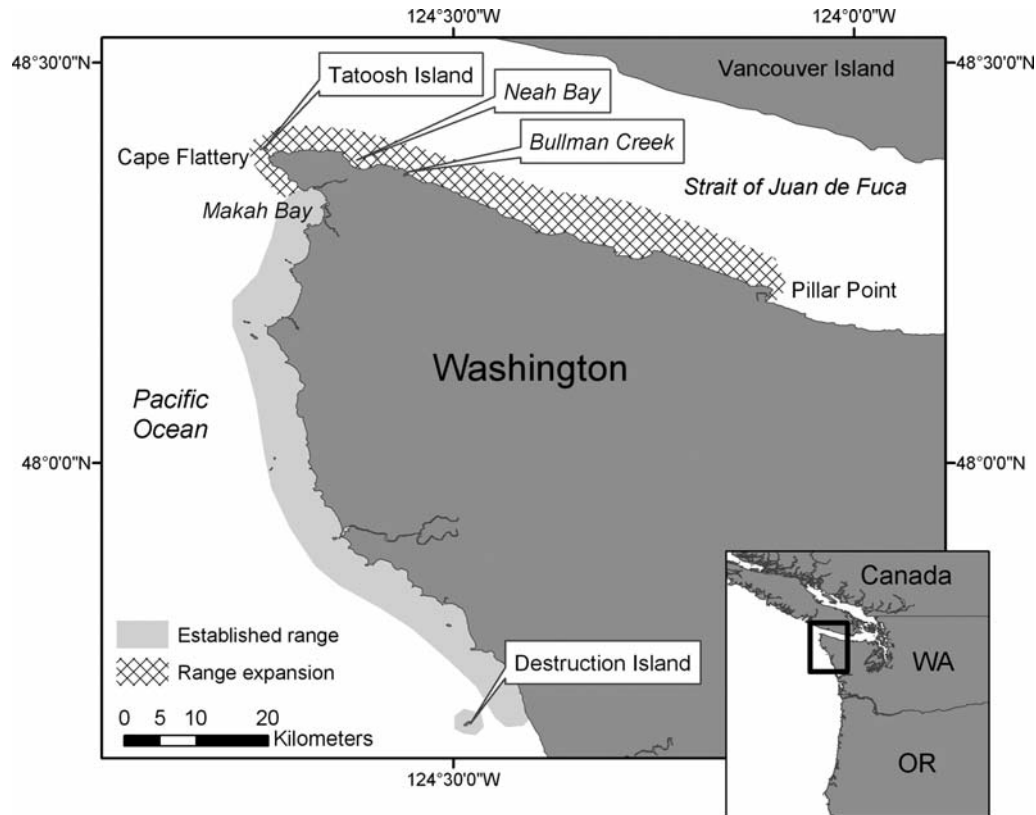 124°30'0"W
124°0'0"W
48°30'0"N
48°30'0"N
Vancouver Island
Tatoosh Island
Neah Bay
Bullman Creek
Cape Flattery
Strait of Juan de Fuca
Makah Bay
Pillar Point
Washington
Pacific
Ocean
48°0'0"N
48°0'0"N
Canada
Established range
Range expansion
Destruction Island
WA
0 5 10 20
Kilometers
OR
124°30'0"W